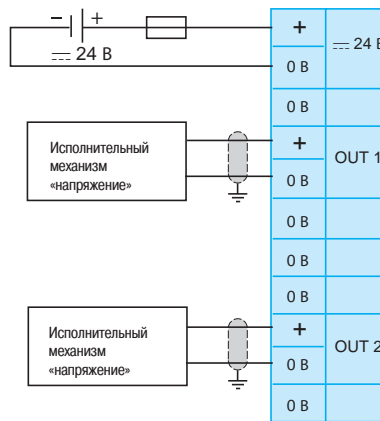 − +
⎓ 24 В
+
⎓ 24 В
0 В
0 В
Исполнительный
механизм
«напряжение»
+
OUT 1
0 В
0 В
0 В
0 В
Исполнительный
механизм
«напряжение»
+
OUT 2
0 В
0 В